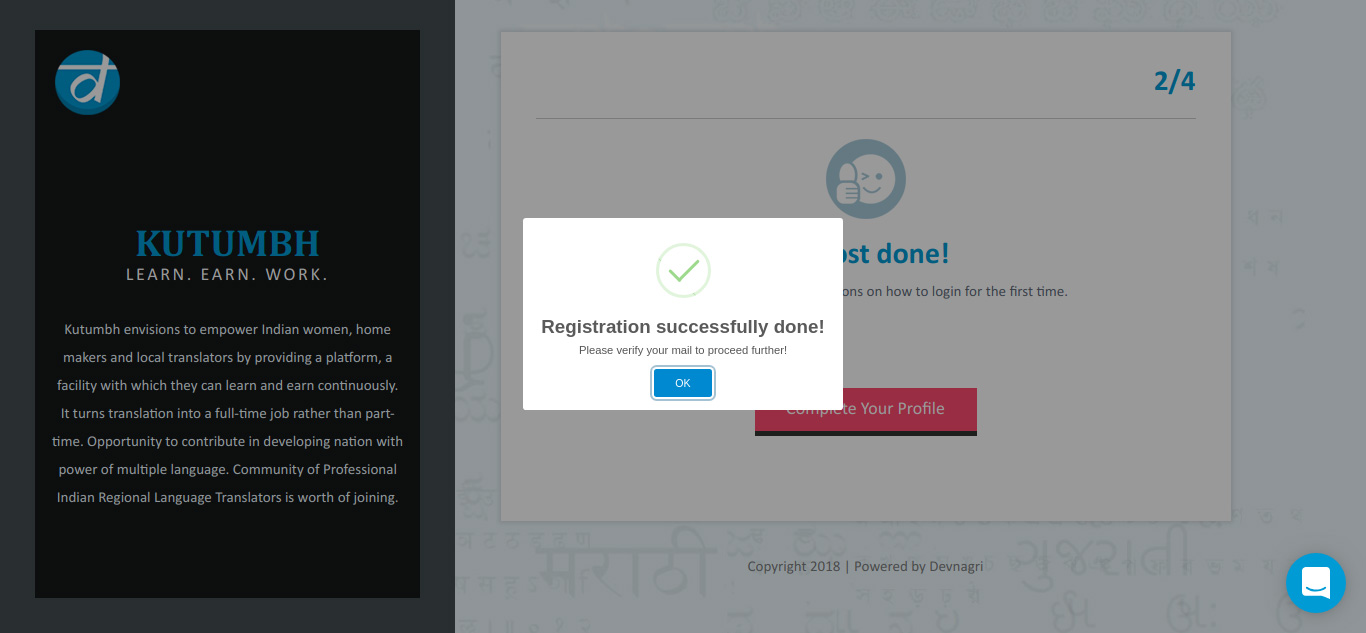 KUTUMBH
LEARN. EARN. WORK.
Kutumbh envisions to empower Indian women, home
makers and local translators by providing a platform, a
facility with which they can learn and earn continuously.
It turns translation into a full-time job rather than part-
time. Opportunity to contribute in developing nation with
power of multiple language. Community of Professional
Indian Regional Language Translators is worth of joining.
2/4
ost done!
ons on how to login for the first time.
Registration successfully done!
Please verify your mail to proceed further!
OK
Complete Your Profile
मराठी
ગુજરાતી
Copyright 2018 | Powered by Devnagri